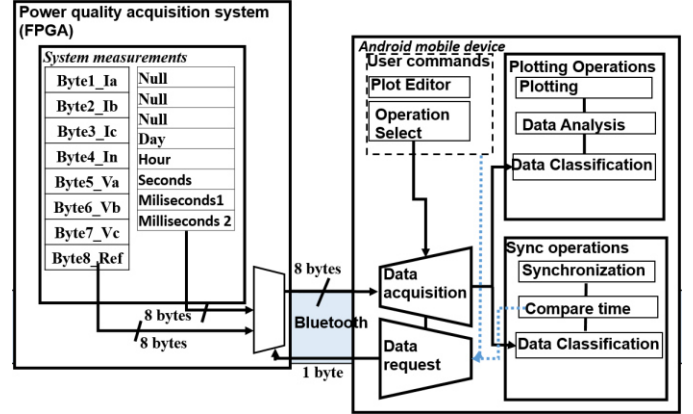 Power quality acquisition system
(FPGA)
System measurements
Byte1_Ia
Byte2_Ib
Byte3_Ic
Byte4_In
Byte5_Va
Byte6_Vb
Byte7_Vc
Byte8_Ref
Null
Null
Null
Day
Hour
Seconds
Miliseconds1
Milliseconds 2
8 bytes
8 bytes
8 bytes
Bluetooth
1 byte
Android mobile device
User commands
Plot Editor
Operation
Select
Data
acquisition
Data
request
Plotting Operations
Plotting
Data Analysis
Data Classification
Sync operations
Synchronization
Compare time
Data Classification